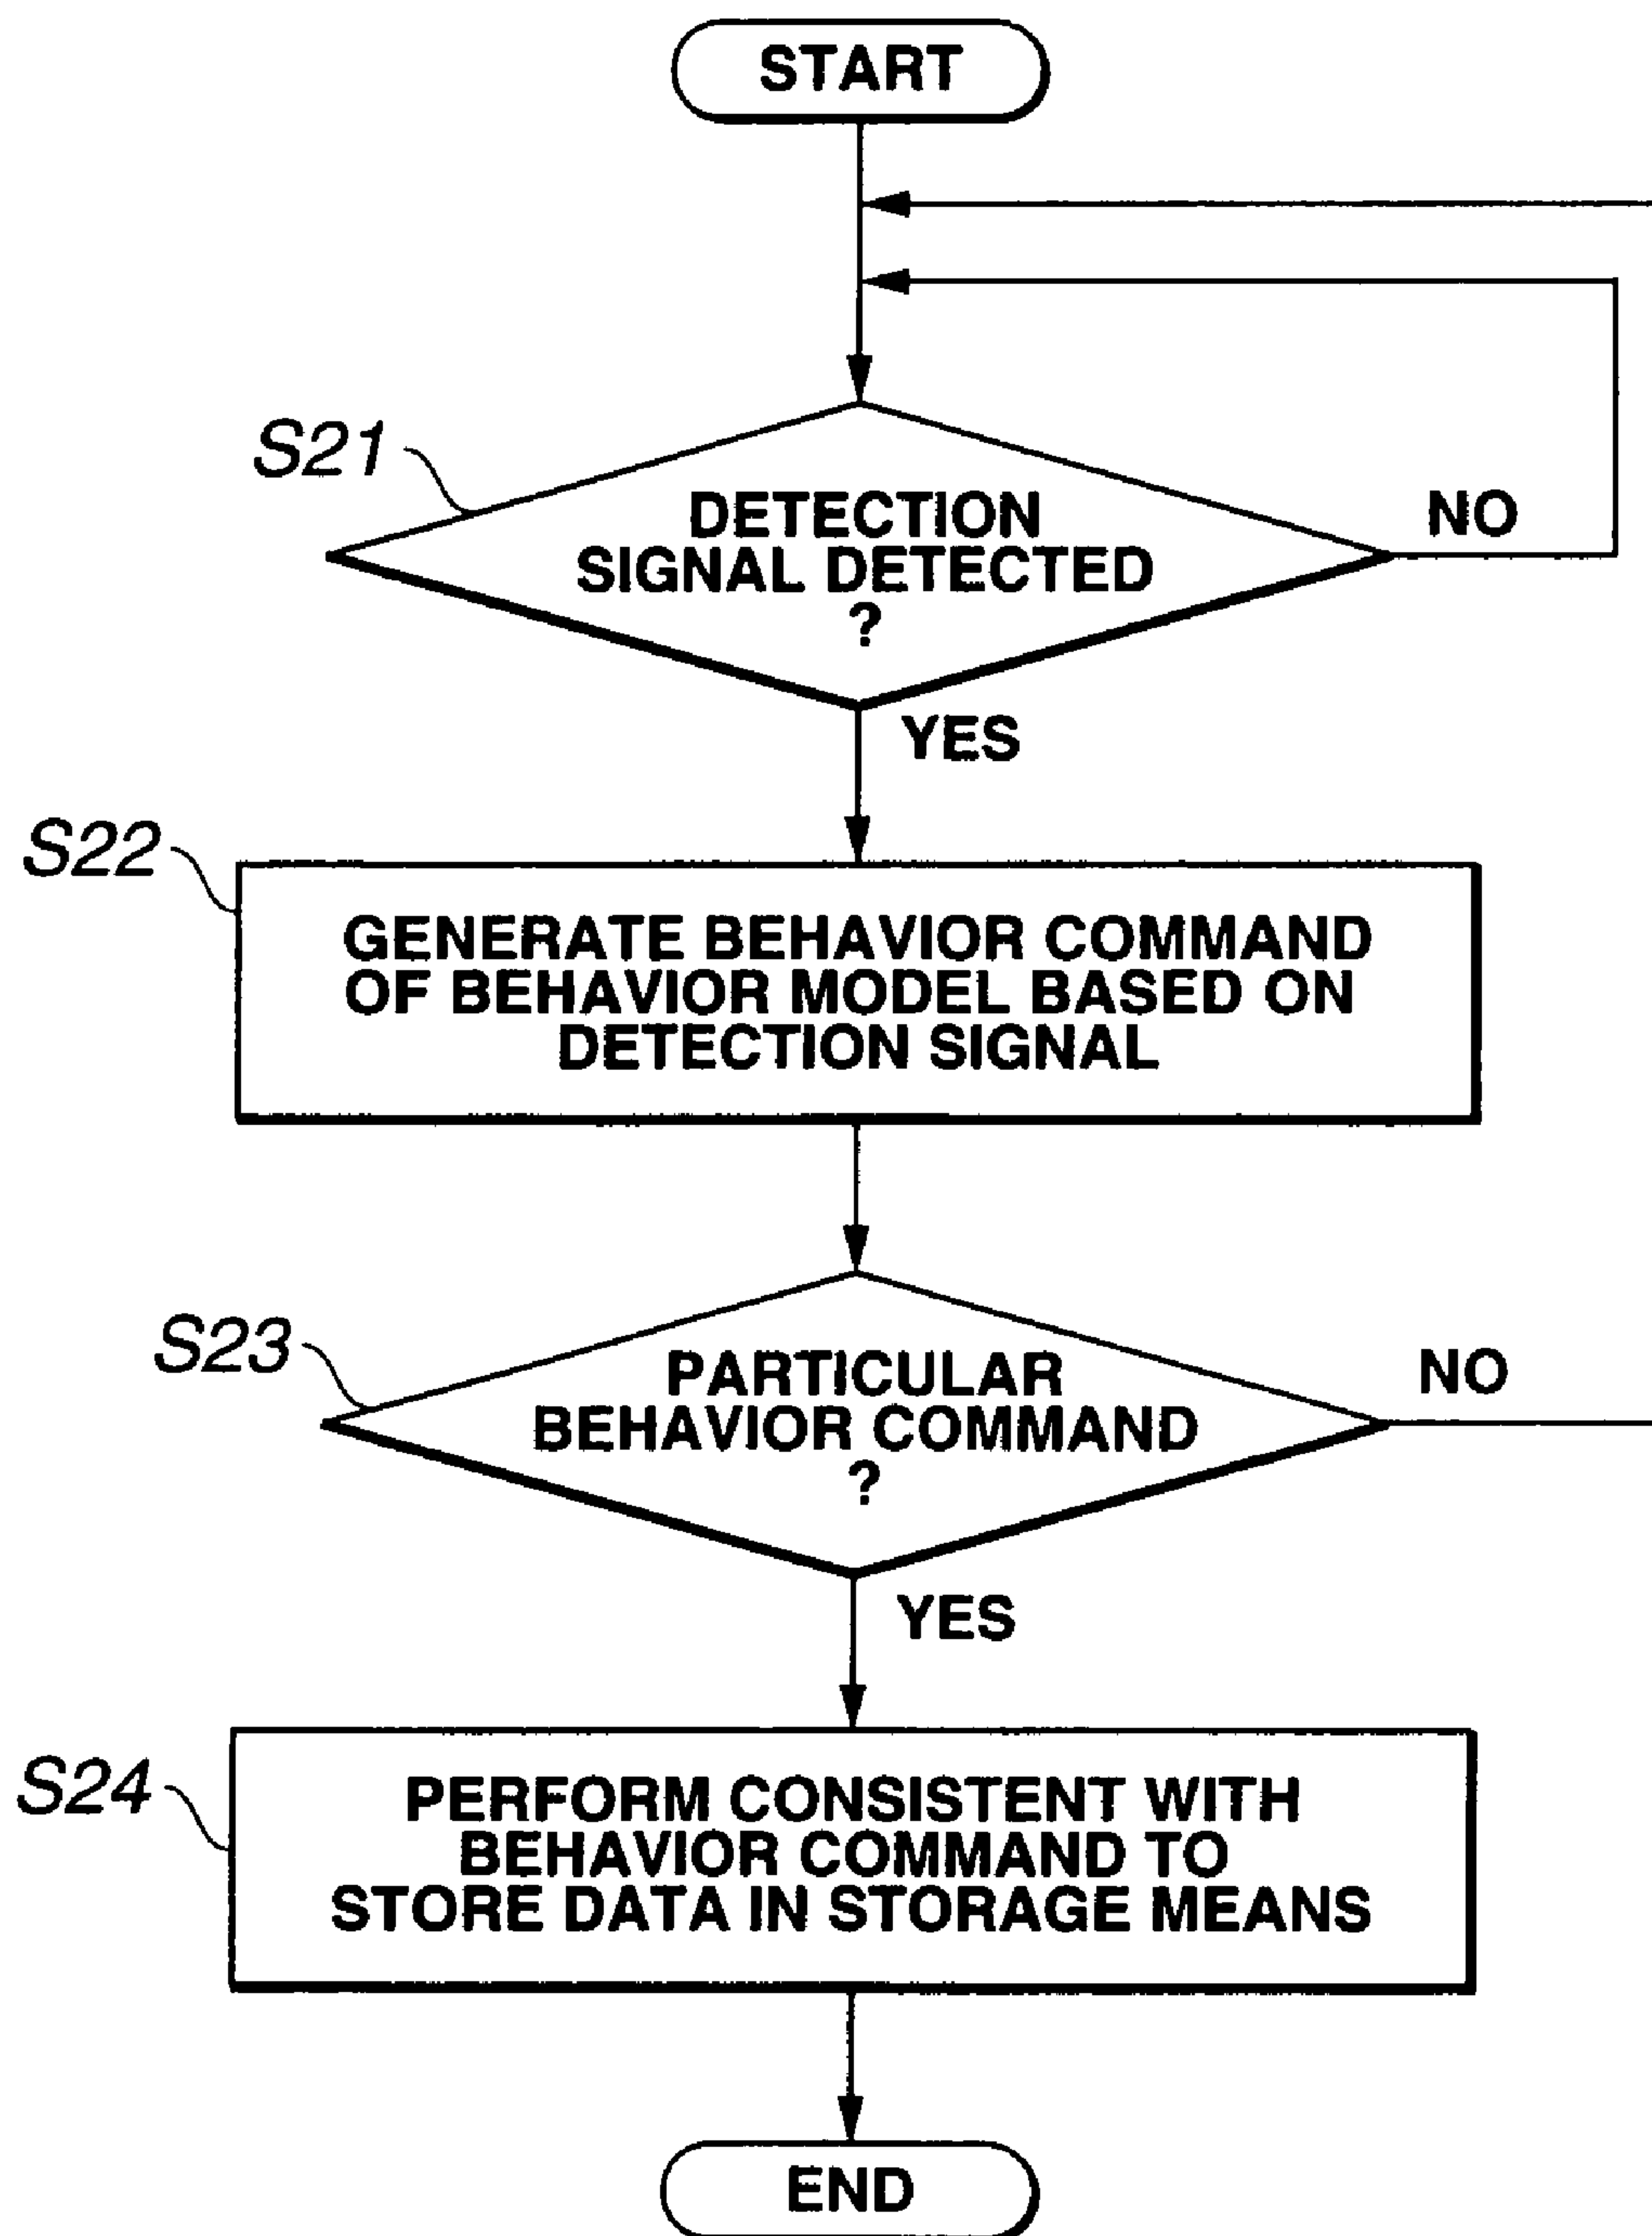 START
S21
DETECTION
SIGNAL DETECTED
?
NO
YES
S22
GENERATE BEHAVIOR COMMAND
OF BEHAVIOR MODEL BASED ON
DETECTION SIGNAL
S23
PARTICULAR
BEHAVIOR COMMAND
?
NO
YES
S24
PERFORM CONSISTENT WITH
BEHAVIOR COMMAND TO
STORE DATA IN STORAGE MEANS
END